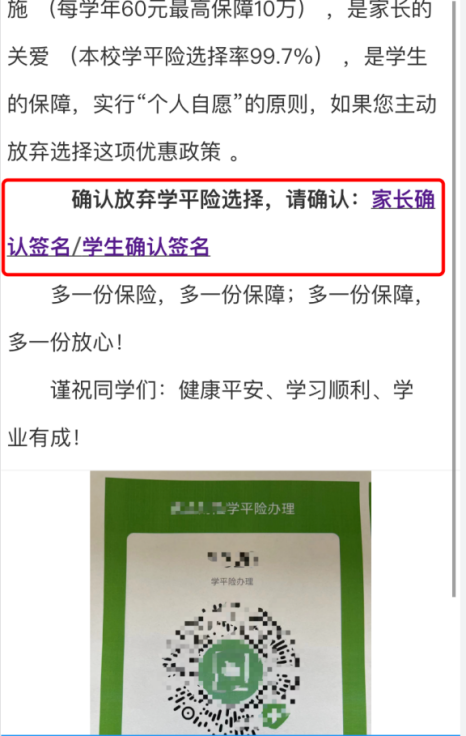 施 （每学年60元最高保障10万） ，是家长的
关爱 （本校学平险选择率99.7%） ，是学生
的保障，实行“个人自愿”的原则，如果您主动
放弃选择这项优惠政策 。
确认放弃学平险选择，请确认：家长确
认签名/学生确认签名
多一份保险，多一份保障；多一份保障，
多一份放心！
谨祝同学们：健康平安、学习顺利、学
业有成！
学平险办理
学平险办理